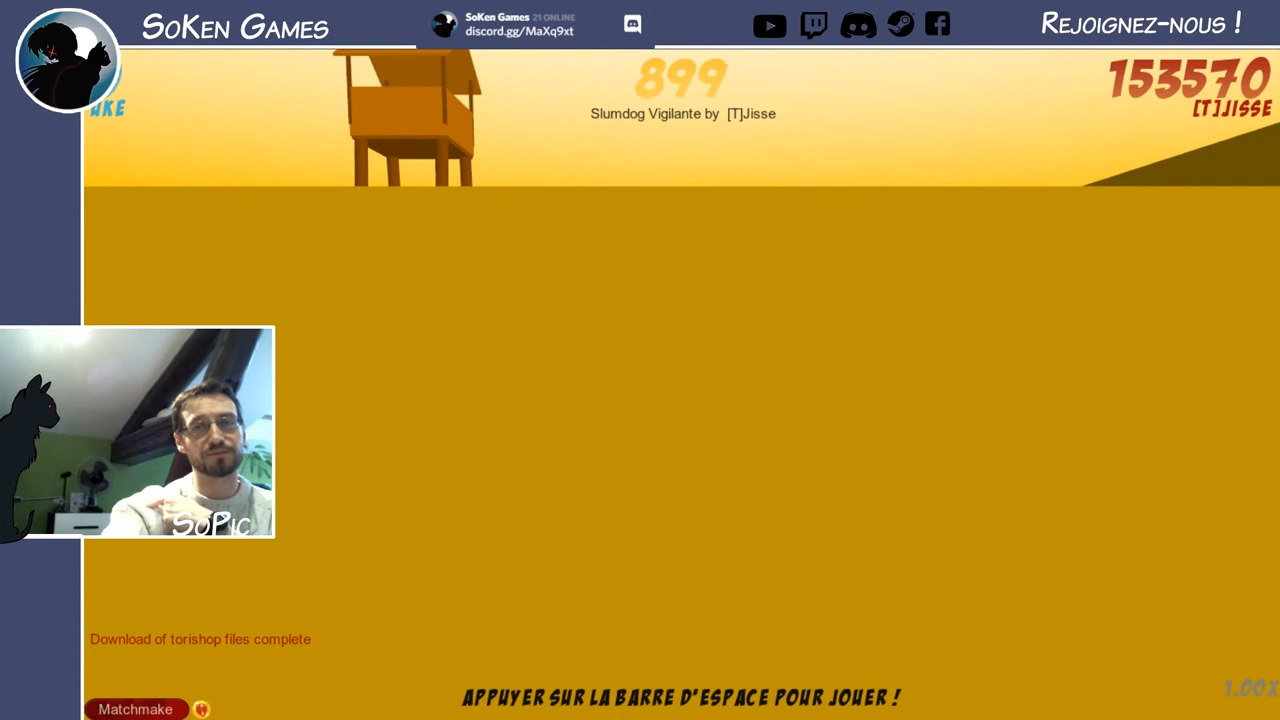 SoKen Games
SoKen Games 21 ONLINE
discord.gg/MaXq9xt
Rejoignez-nous !
UKE
899
Slumdog Vigilante by [T]Jisse
153570
[T]JISSE
SoPic
Download of torishop files complete
APPUYER SUR LA BARRE D'ESPACE POUR JOUER !
1.00X
Matchmake